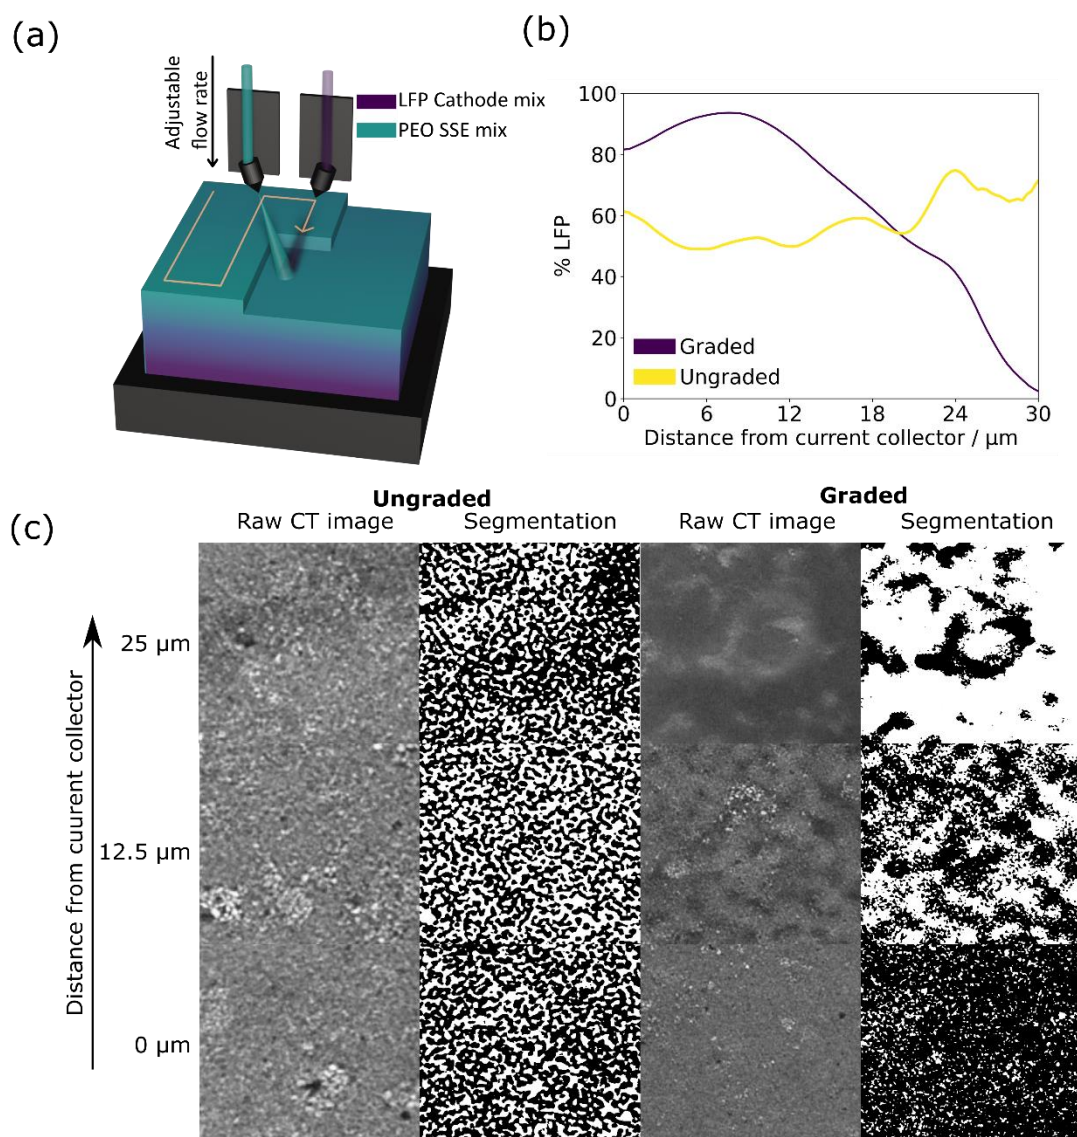 (a)
Adjustable
flow rate
LFP Cathode mix
PEO SSE mix
(b)
100
80
60
40
20
0
% LFP
Graded
Ungraded
0 6 12 18 24 30
Distance from current collector / µm
(c)
Ungraded Graded
Raw CT image Segmentation Raw CT image Segmentation
Distance from cuurent collector
25 µm
12.5 µm
0 µm